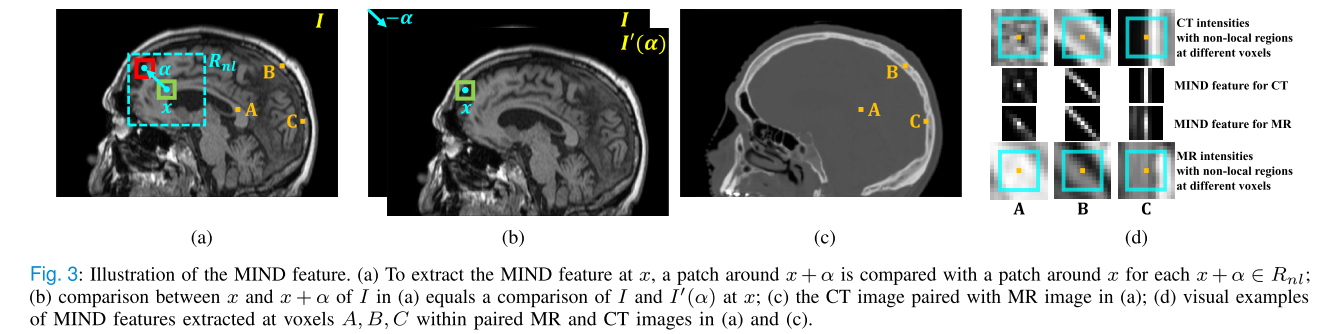 I
R_{nl}
α
x
B
A
C
−α
I
I′(α)
x
B
A
C
CT intensities
with non-local regions
at different voxels
MIND feature for CT
MIND feature for MR
MR intensities
with non-local regions
at different voxels
A B C
(a) (b) (c) (d)
Fig. 3: Illustration of the MIND feature. (a) To extract the MIND feature at x, a patch around x + α is compared with a patch around x for each x + α ∈ R_{nl};
(b) comparison between x and x + α of I in (a) equals a comparison of I and I′(α) at x; (c) the CT image paired with MR image in (a); (d) visual examples
of MIND features extracted at voxels A, B, C within paired MR and CT images in (a) and (c).